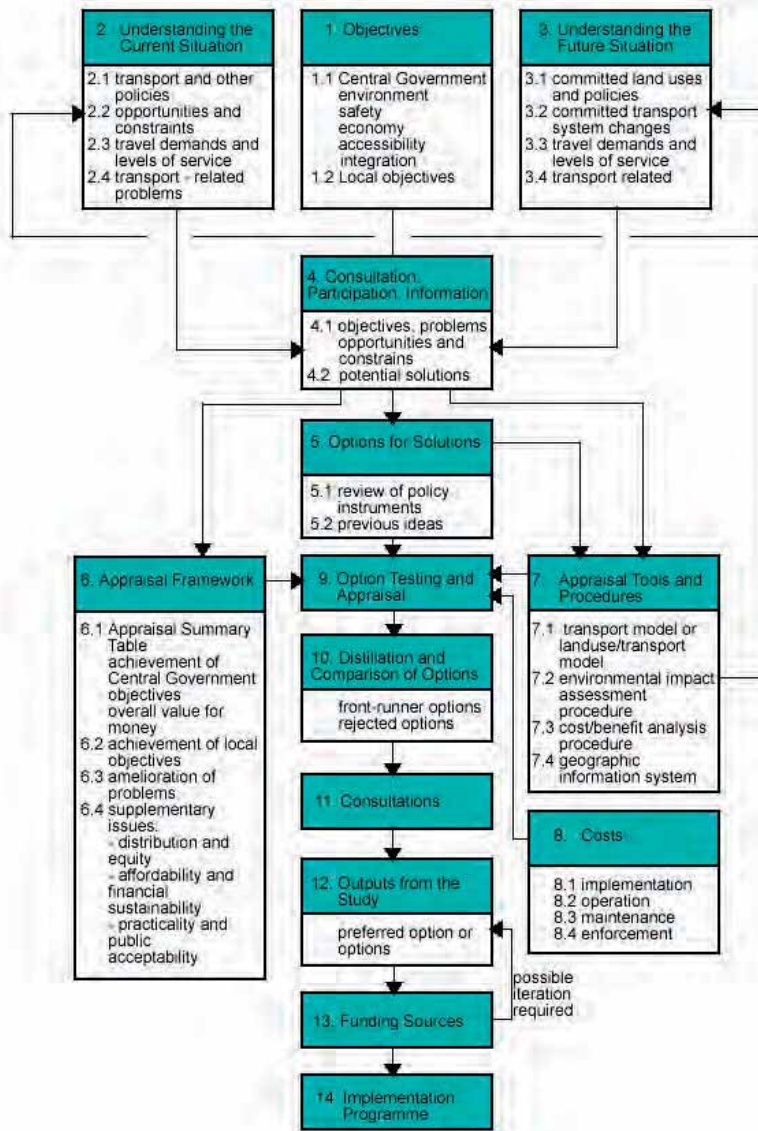 2. Understanding the
Current Situation
2.1 transport and other
policies
2.2 opportunities and
constraints
2.3 travel demands and
levels of service
2.4 transport - related
problems
1. Objectives
1.1 Central Government
environment
safety
economy
accessibility
integration
1.2 Local objectives
3. Understanding the
Future Situation
3.1 committed land uses
and policies
3.2 committed transport
system changes
3.3 travel demands and
levels of service
3.4 transport related
4. Consultation,
Participation, Information
4.1 objectives, problems
opportunities and
constrains
4.2 potential solutions
5. Options for Solutions
5.1 review of policy
instruments
5.2 previous ideas
6. Appraisal Framework
6.1 Appraisal Summary
Table
achievement of
Central Government
objectives
overall value for
money
6.2 achievement of local
objectives
6.3 amelioration of
problems
6.4 supplementary
issues:
- distribution and
equity
- affordability and
financial
sustainability
- practicality and
public
acceptability
9. Option Testing and
Appraisal
7. Appraisal Tools and
Procedures
7.1 transport model or
landuse/transport
model
7.2 environmental impact
assessment
procedure
7.3 cost/benefit analysis
procedure
7.4 geographic
information system
10. Distillation and
Comparison of Options
front-runner options
rejected options
11. Consultations
8. Costs
8.1 implementation
8.2 operation
8.3 maintenance
8.4 enforcement
12. Outputs from the
Study
preferred option or
options
possible
iteration
required
13. Funding Sources
14. Implementation
Programme